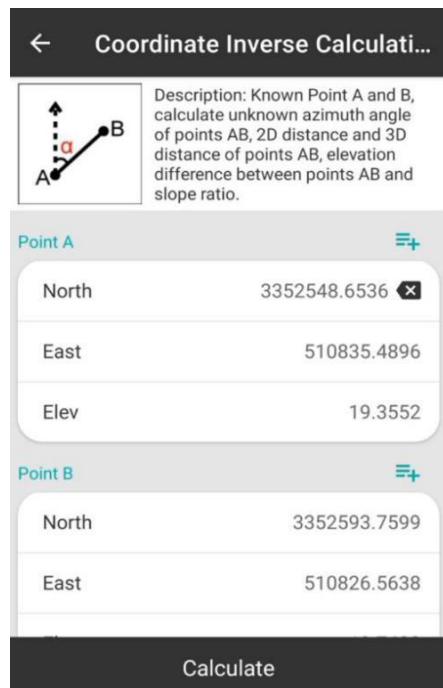 Coordinate Inverse Calculati...
Description: Known Point A and B,
calculate unknown azimuth angle
of points AB, 2D distance and 3D
distance of points AB, elevation
difference between points AB and
slope ratio.
α
B
A
Point A
North 3352548.6536
East 510835.4896
Elev 19.3552
Point B
North 3352593.7599
East 510826.5638
Calculate